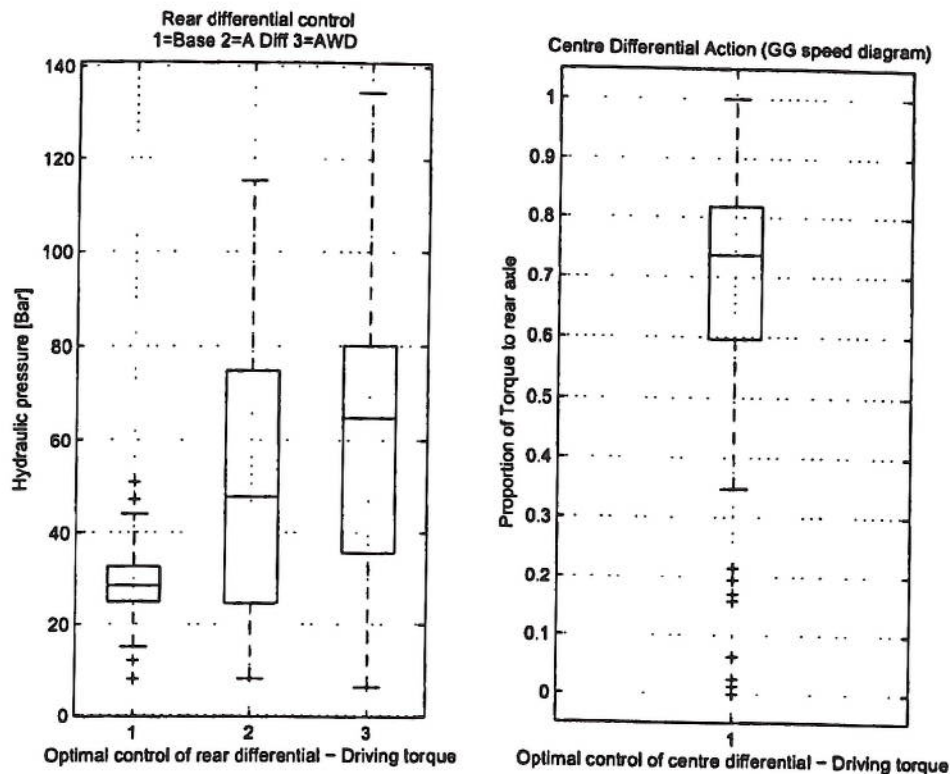 Rear differential control
1=Base 2=A Diff 3=AWD
140
120
100
80
60
40
20
0
Hydraulic pressure [Bar]
1 2 3
Optimal control of rear differential – Driving torque
Centre Differential Action (GG speed diagram)
1
0.9
0.8
0.7
0.6
0.5
0.4
0.3
0.2
0.1
0
Proportion of Torque to rear axle
1
Optimal control of centre differential – Driving torque